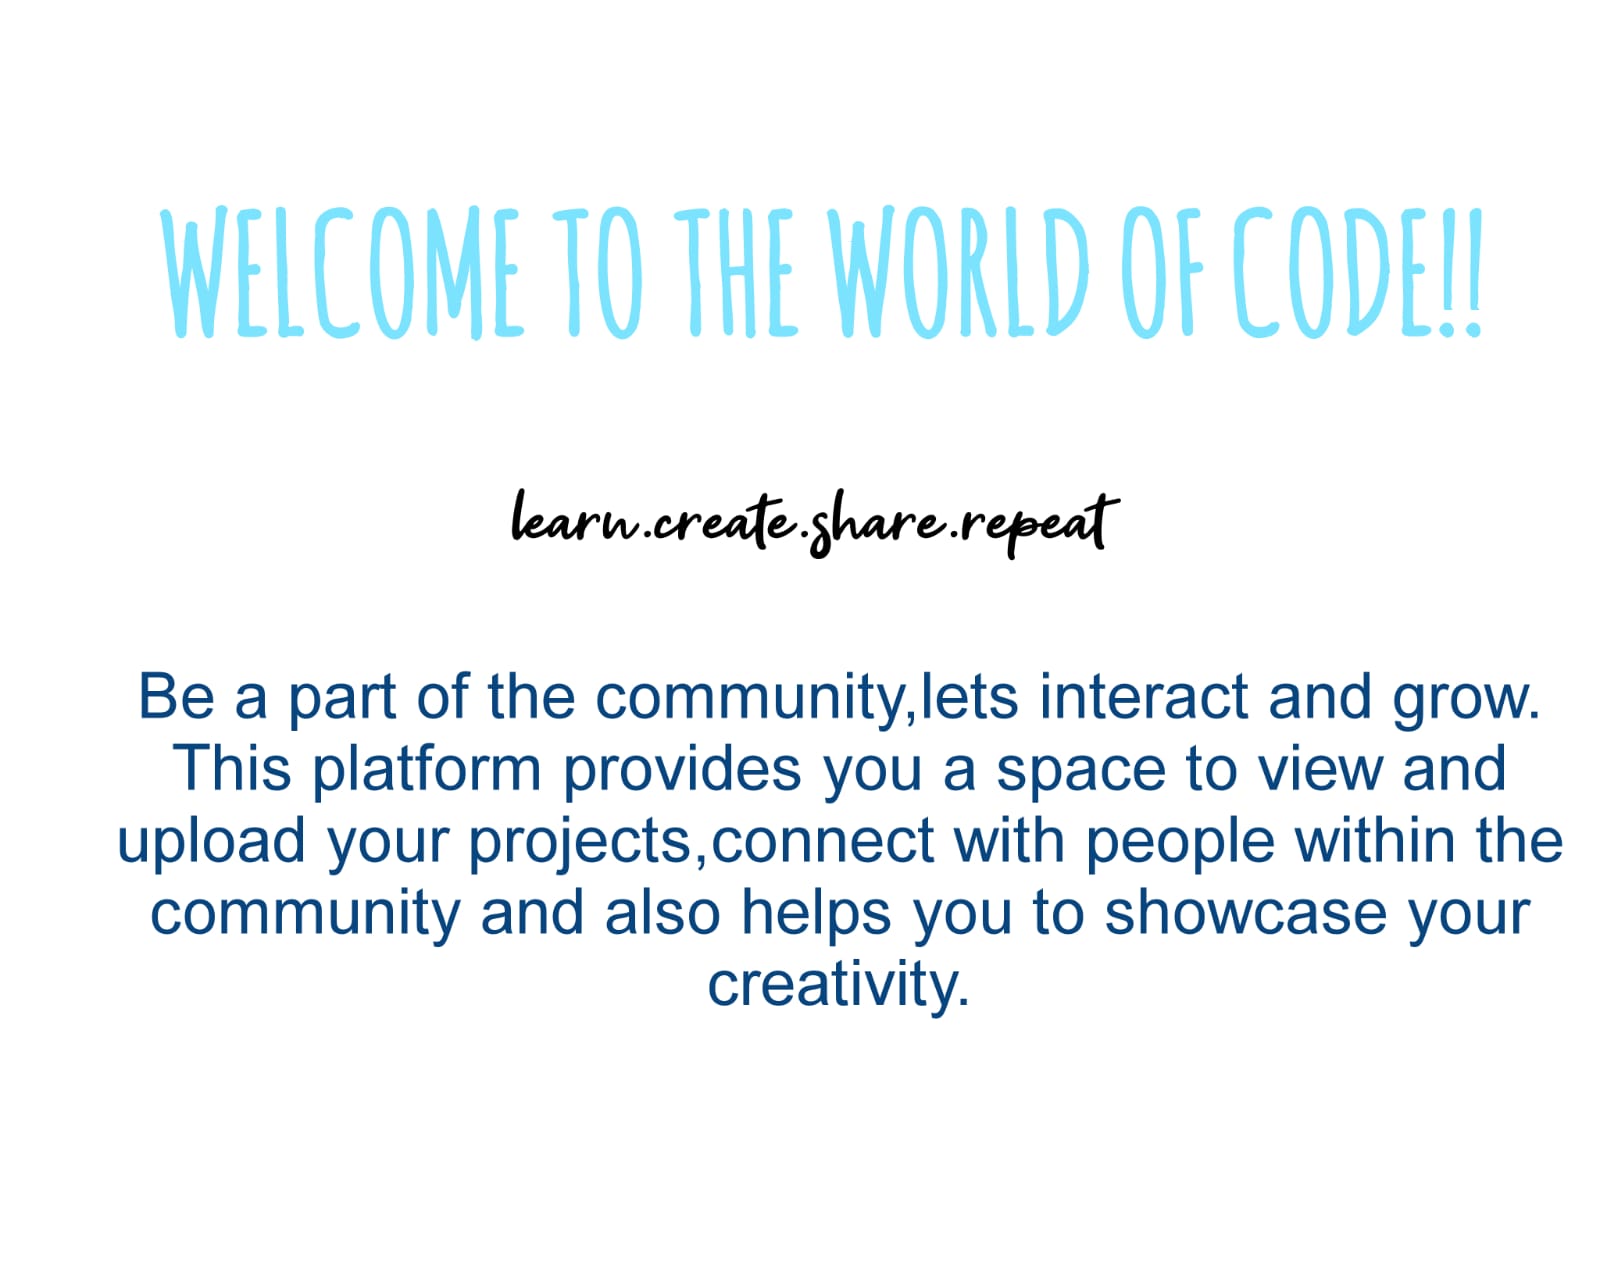 WELCOME TO THE WORLD OF CODE!!
learn.create.share.repeat
Be a part of the community,lets interact and grow.
This platform provides you a space to view and
upload your projects,connect with people within the
community and also helps you to showcase your
creativity.